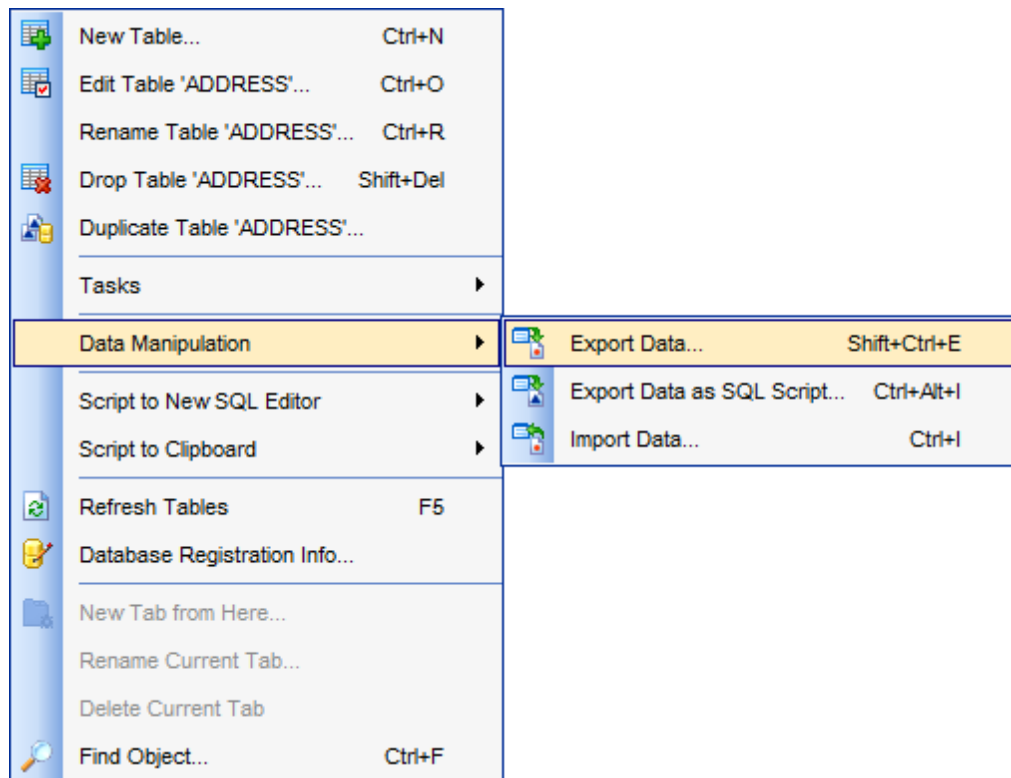 New Table... Ctrl+N
Edit Table 'ADDRESS'... Ctrl+O
Rename Table 'ADDRESS'... Ctrl+R
Drop Table 'ADDRESS'... Shift+Del
Duplicate Table 'ADDRESS'...
Tasks
Data Manipulation
Export Data... Shift+Ctrl+E
Export Data as SQL Script... Ctrl+Alt+I
Import Data... Ctrl+I
Script to New SQL Editor
Script to Clipboard
Refresh Tables F5
Database Registration Info...
New Tab from Here...
Rename Current Tab...
Delete Current Tab
Find Object... Ctrl+F